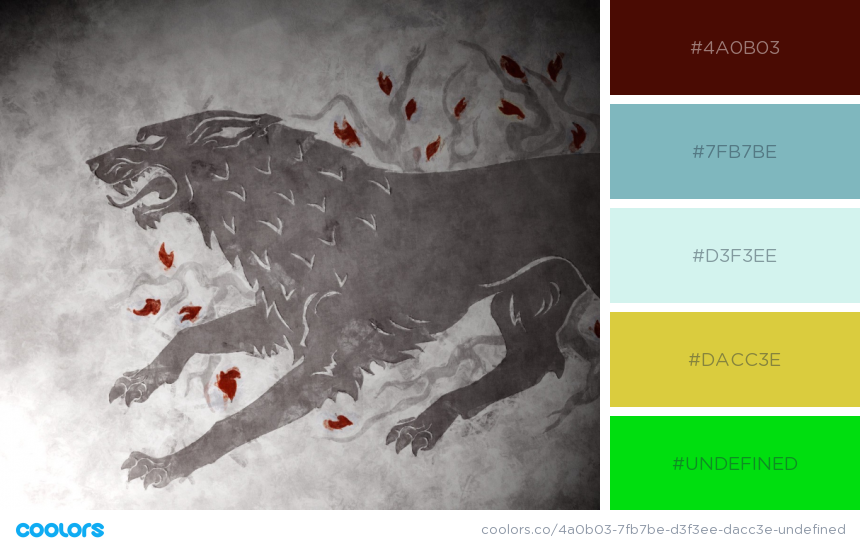 #4A0B03
#7FB7BE
#D3F3EE
#DACC3E
#UNDEFINED
coolors
coolors.co/4a0b03-7fb7be-d3f3ee-dacc3e-undefined